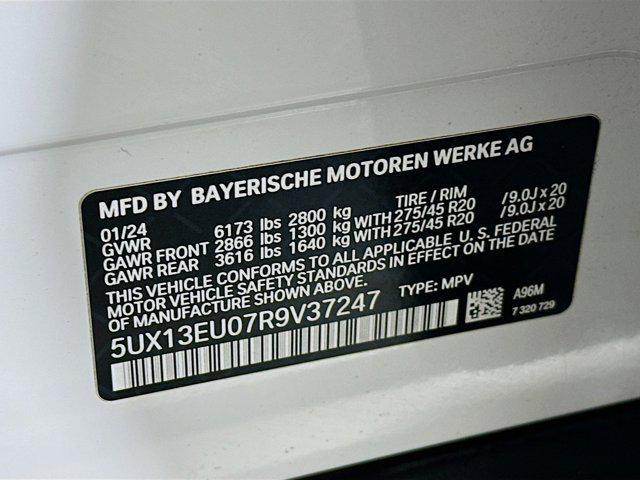 MFD BY BAYERISCHE MOTOREN WERKE AG
01/24 TIRE / RIM
GVWR 6173 lbs 2800 kg
GAWR FRONT 2866 lbs 1300 kg WITH 275/45 R20 /9.0J x 20
GAWR REAR 3616 lbs 1640 kg WITH 275/45 R20 /9.0J x 20
THIS VEHICLE CONFORMS TO ALL APPLICABLE U. S. FEDERAL
MOTOR VEHICLE SAFETY STANDARDS IN EFFECT ON THE DATE
OF MANUFACTURE SHOWN ABOVE.
5UX13EU07R9V37247 TYPE: MPV
A96M
7 320 729